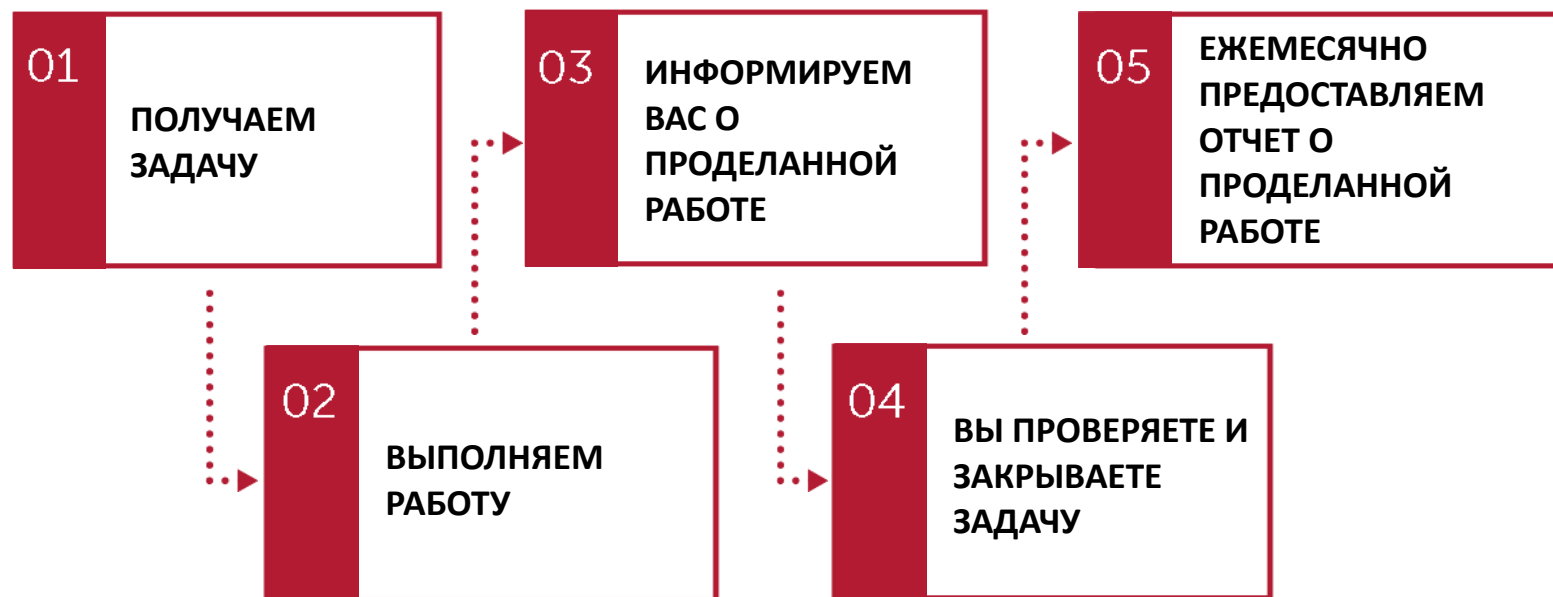 01
ПОЛУЧАЕМ
ЗАДАЧУ
02
ВЫПОЛНЯЕМ
РАБОТУ
03
ИНФОРМИРУЕМ
ВАС О
ПРОДЕЛАННОЙ
РАБОТЕ
04
ВЫ ПРОВЕРЯЕТЕ И
ЗАКРЫВАЕТЕ
ЗАДАЧУ
05
ЕЖЕМЕСЯЧНО
ПРЕДОСТАВЛЯЕМ
ОТЧЕТ О
ПРОДЕЛАННОЙ
РАБОТЕ